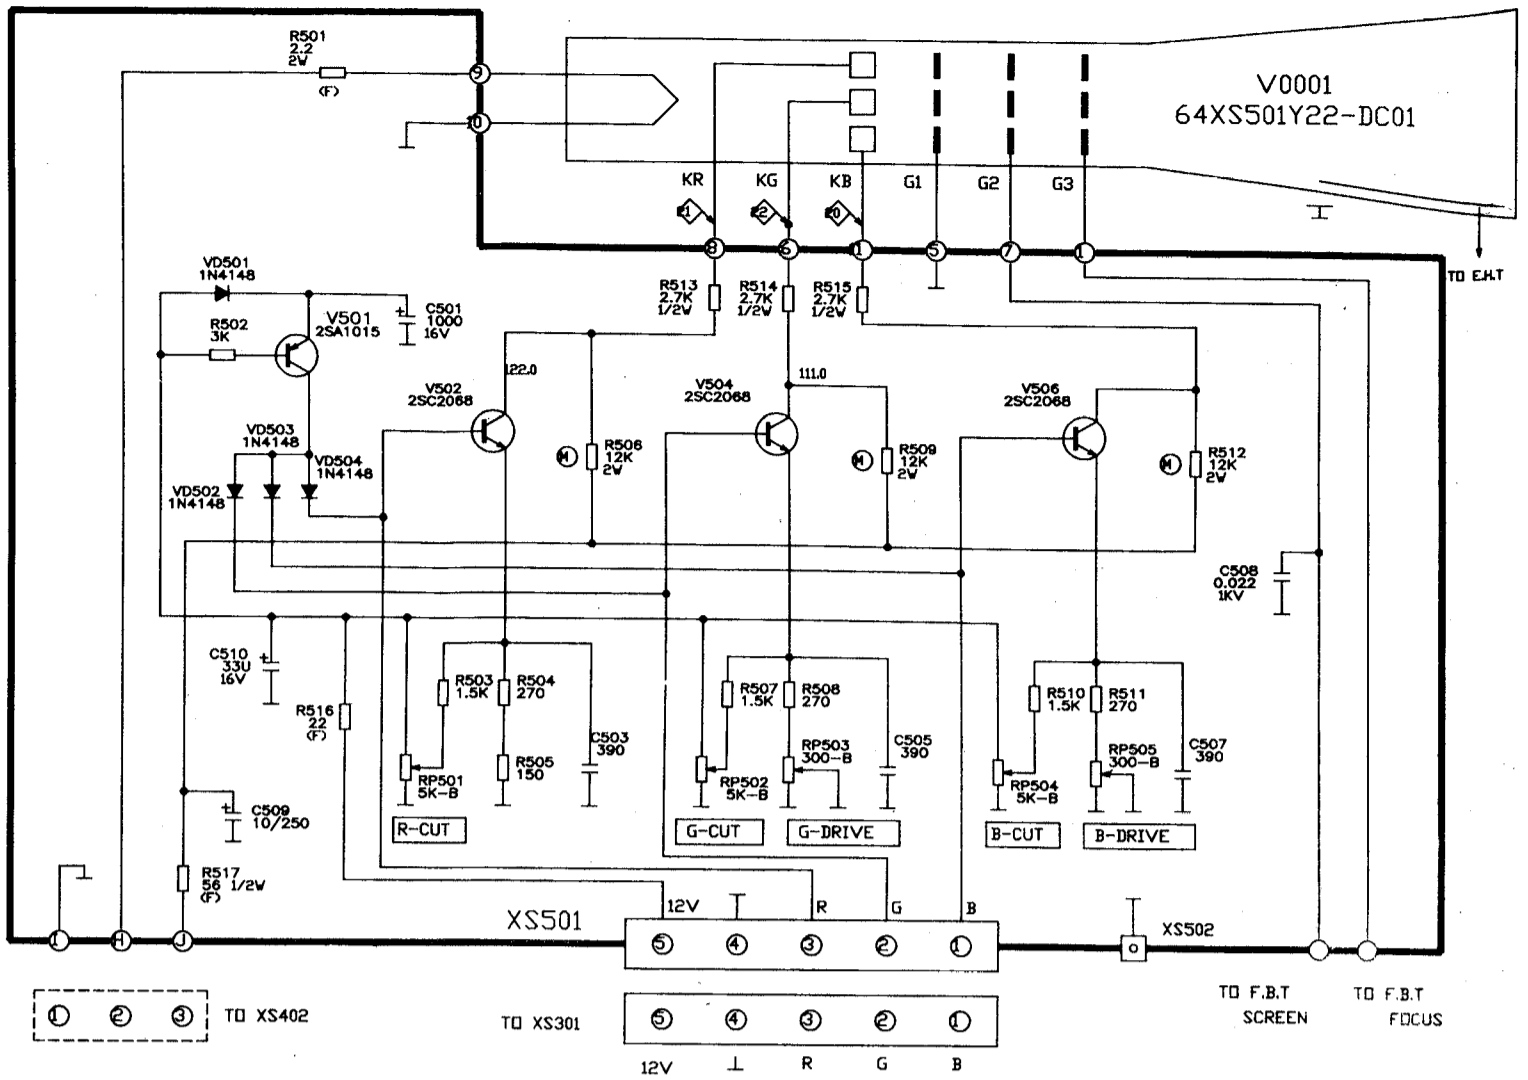 R501
2.2
2W
(F)
9
10
V0001
64XS501Y22-DC01
KR
KG
KB
G1
G2
G3
21
22
20
8
6
11
5
7
1
TO E.H.T
VD501
1N4148
R502
3K
V501
2SA1015
C501
1000
16V
+
R513
2.7K
1/2W
R514
2.7K
1/2W
R515
2.7K
1/2W
122.0
111.0
V502
2SC2068
V504
2SC2068
V506
2SC2068
VD503
1N4148
VD504
1N4148
VD502
1N4148
M
R506
12K
2W
M
R509
12K
2W
M
R512
12K
2W
C508
0.022
1KV
C510
33U
16V
+
R516
22
(F)
R503
1.5K
R504
270
C503
390
RP501
5K-B
R505
150
R507
1.5K
R508
270
C505
390
RP502
5K-B
RP503
300-B
R510
1.5K
R511
270
C507
390
RP504
5K-B
RP505
300-B
C509
10/250
+
R-CUT
G-CUT
G-DRIVE
B-CUT
B-DRIVE
R517
56 1/2W
(F)
XS501
12V
R
G
B
XS502
I
H
J
5 4 3 2 1
TO F.B.T
SCREEN
TO F.B.T
FOCUS
1 2 3
TO XS402
TO XS301
5 4 3 2 1
12V ⊥ R G B